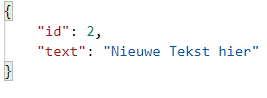 {
    "id": 2,
    "text": "Nieuwe Tekst hier"
}